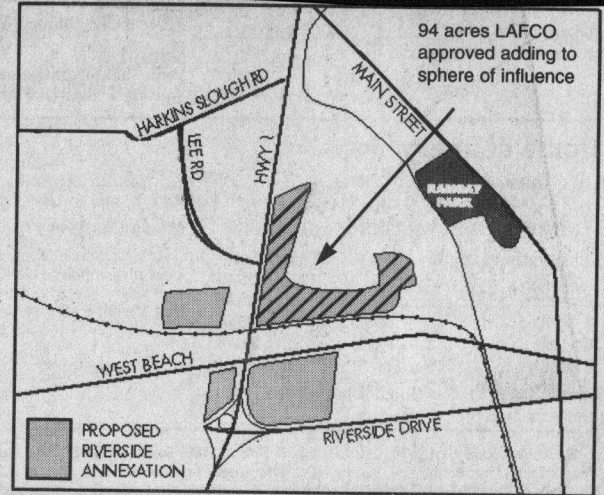 94 acres LAFCO
approved adding to
sphere of influence
MAIN STREET
HARKINS SLOUGH RD
LEE RD
HWY 1
RAMSAY
PARK
WEST BEACH
RIVERSIDE DRIVE
PROPOSED
RIVERSIDE
ANNEXATION